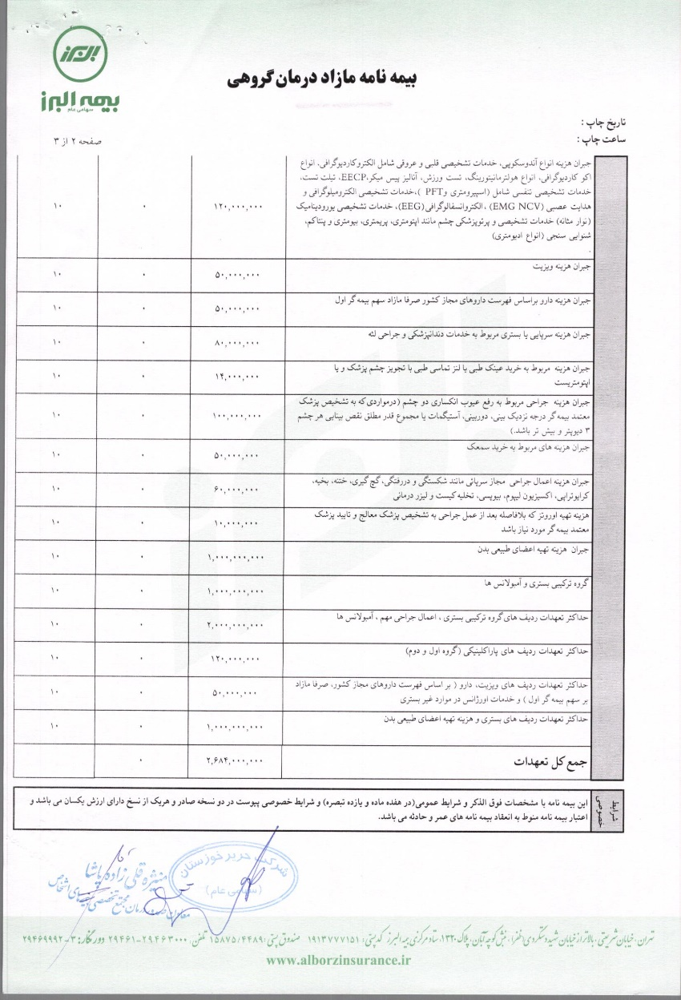 البرز
بیمه البرز
سهامی عام
بیمه نامه مازاد درمان گروهی
تاریخ چاپ :
ساعت چاپ :
صفحه ۲ از ۳
جبران هزینه انواع آندوسکوپی، خدمات تشخیصی قلبی و عروقی شامل الکتروکاردیوگرافی، انواع
اکو کاردیوگرافی، انواع هولترمانیتورینگ، تست ورزش، آنالیز پیس میکر،EECP، تیلت تست،
خدمات تشخیصی تنفسی شامل (اسپیرومتری وPFT )،خدمات تشخیصی الکترومیلوگرافی و
هدایت عصبی (EMG NCV) ،الکتروانسفالوگرافی(EEG)، خدمات تشخیصی یورودینامیک
(نوار مثانه) خدمات تشخیصی و پرتوپزشکی چشم مانند اپتومتری، پریمتری، بیومتری و پنتاکم،
شنوایی سنجی (انواع ادیومتری)
.
۱۲۰,۰۰۰,۰۰۰ ۰ ۱۰
جبران هزینه ویزیت
۵۰,۰۰۰,۰۰۰ ۰ ۱۰
جبران هزینه دارو براساس فهرست داروهای مجاز کشور صرفا مازاد سهم بیمه گر اول
۵۰,۰۰۰,۰۰۰ ۰ ۱۰
جبران هزینه سرپایی یا بستری مربوط به خدمات دندانپزشکی و جراحی لثه
۸۰,۰۰۰,۰۰۰ ۰ ۱۰
جبران هزینه مربوط به خرید عینک طبی یا لنز تماسی طبی با تجویز چشم پزشک و یا
اپتومتریست
۱۴,۰۰۰,۰۰۰ ۰ ۱۰
جبران هزینه جراحی مربوط به رفع عیوب انکساری دو چشم (درمواردی که به تشخیص پزشک
معتمد بیمه گر درجه نزدیک بینی، دوربینی، آستیگمات یا مجموع قدر مطلق نقص بینایی هر چشم
۳ دیوپتر و بیش تر باشد.)
۱۰۰,۰۰۰,۰۰۰ ۰ ۱۰
جبران هزینه های مربوط به خرید سمعک
۵۰,۰۰۰,۰۰۰ ۰ ۱۰
جبران هزینه اعمال جراحی مجاز سرپائی مانند شکستگی و دررفتگی، گچ گیری، ختنه، بخیه،
کرایوتراپی، اکسیزیون لیپوم، بیوپسی، تخلیه کیست و لیزر درمانی
۶۰,۰۰۰,۰۰۰ ۰ ۱۰
هزینه تهیه اوروتز که بلافاصله بعد از عمل جراحی به تشخیص پزشک معالج و تایید پزشک
معتمد بیمه گر مورد نیاز باشد
۱۰,۰۰۰,۰۰۰ ۰ ۱۰
جبران هزینه تهیه اعضای طبیعی بدن
۱,۰۰۰,۰۰۰,۰۰۰ ۰ ۱۰
گروه ترکیبی بستری و آمبولانس ها
۱,۰۰۰,۰۰۰,۰۰۰ ۰ ۱۰
حداکثر تعهدات ردیف های گروه ترکیبی بستری ، اعمال جراحی مهم ، آمبولانس ها
۲,۰۰۰,۰۰۰,۰۰۰ ۰ ۱۰
حداکثر تعهدات ردیف های پاراکلینیکی (گروه اول و دوم)
۱۲۰,۰۰۰,۰۰۰ ۰ ۱۰
حداکثر تعهدات ردیف های ویزیت، دارو ( بر اساس فهرست داروهای مجاز کشور، صرفا مازاد
بر سهم بیمه گر اول ) و خدمات اورژانس در موارد غیر بستری
۵۰,۰۰۰,۰۰۰ ۰ ۱۰
حداکثر تعهدات ردیف های بستری و هزینه تهیه اعضای طبیعی بدن
۱,۰۰۰,۰۰۰,۰۰۰ ۰ ۱۰
جمع کل تعهدات
۲,۶۸۴,۰۰۰,۰۰۰ ۰
شرایط خصوصی
این بیمه نامه با مشخصات فوق الذکر و شرایط عمومی(در هفده ماده و یازده تبصره) و شرایط خصوصی پیوست در دو نسخه صادر و هریک از نسخ دارای ارزش یکسان می باشد و
اعتبار بیمه نامه منوط به انعقاد بیمه نامه های عمر و حادثه می باشد.
شرکت حریر خوزستان
(سهامی عام)
منیژه قلی زاده پاشا
تهران، خیابان شریعتی، بالاتر از خیابان شهید دستگردی (ظفر)، نبش کوچه آبان، پلاک ۱۳۲۰، ستاد مرکزی بیمه البرز کد پستی: ۱۹۱۳۷۷۷۱۵۱ صندوق پستی: ۱۵۸۷۵/۴۴۸۹ تلفن: ۲۹۴۶۳۰۰۰-۲۹۴۶۱ دورنگار: ۳-۲۹۴۶۹۹۹۲
www.alborzinsurance.ir